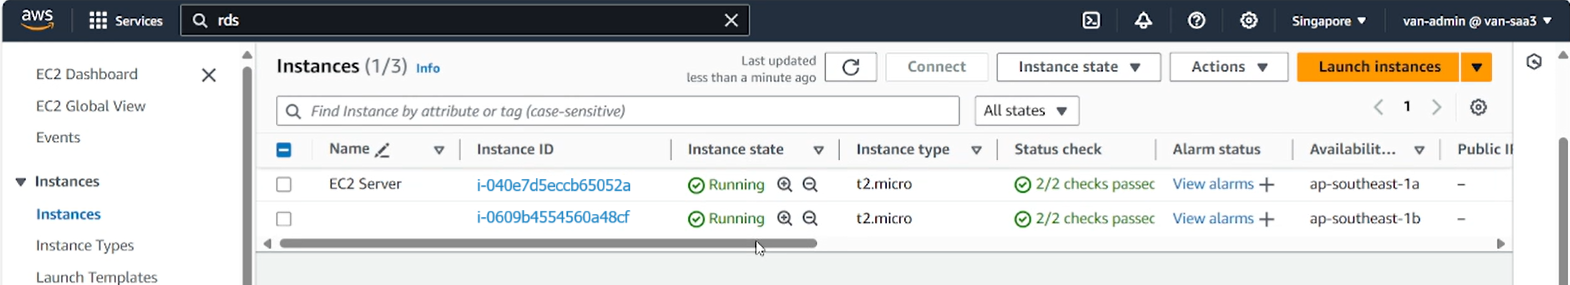 aws Services rds Singapore van-admin @ van-saa3
EC2 Dashboard
EC2 Global View
Events
Instances
Instances
Instance Types
Launch Templates
Instances (1/3) Info
Last updated
less than a minute ago
Connect Instance state Actions Launch instances
Find Instance by attribute or tag (case-sensitive) All states 1
Name Instance ID Instance state Instance type Status check Alarm status Availabilit... Public II
EC2 Server i-040e7d5eccb65052a Running t2.micro 2/2 checks passec View alarms + ap-southeast-1a –
i-0609b4554560a48cf Running t2.micro 2/2 checks passec View alarms + ap-southeast-1b –